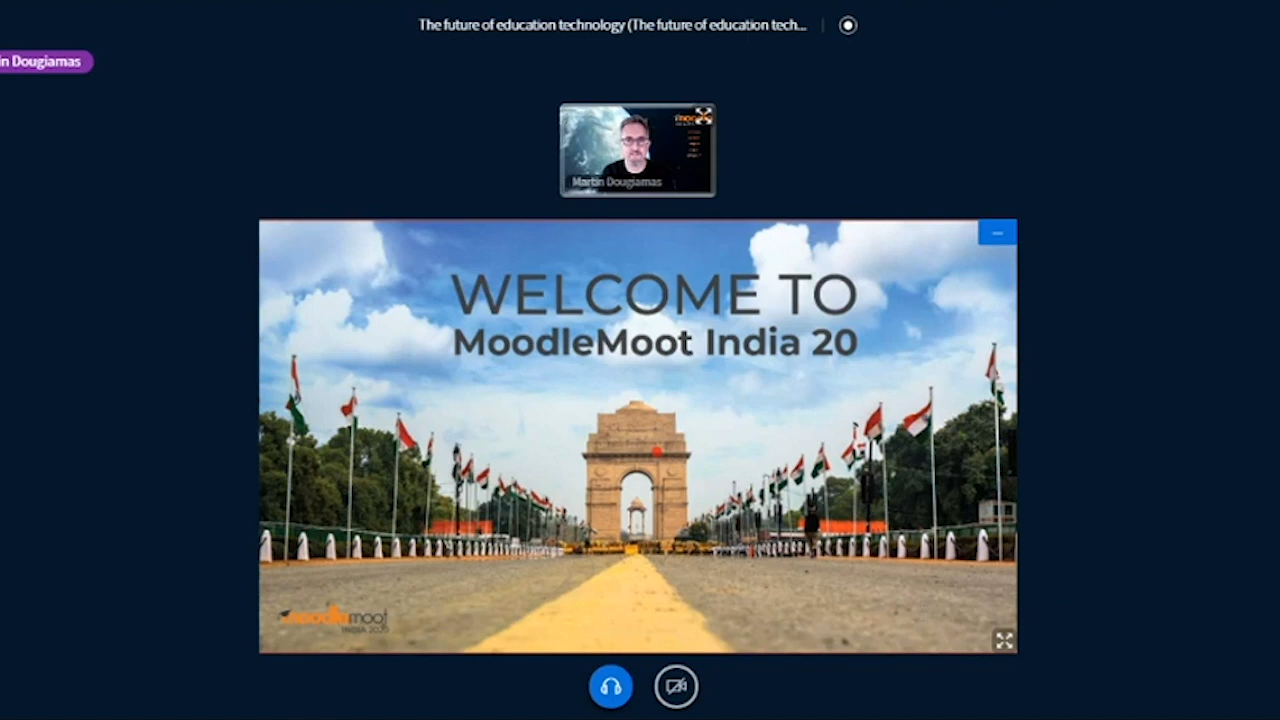 The future of education technology (The future of education tech...
in Dougiamas
Martin Dougiamas
WELCOME TO
MoodleMoot India 20
moodlemoot
INDIA 2020